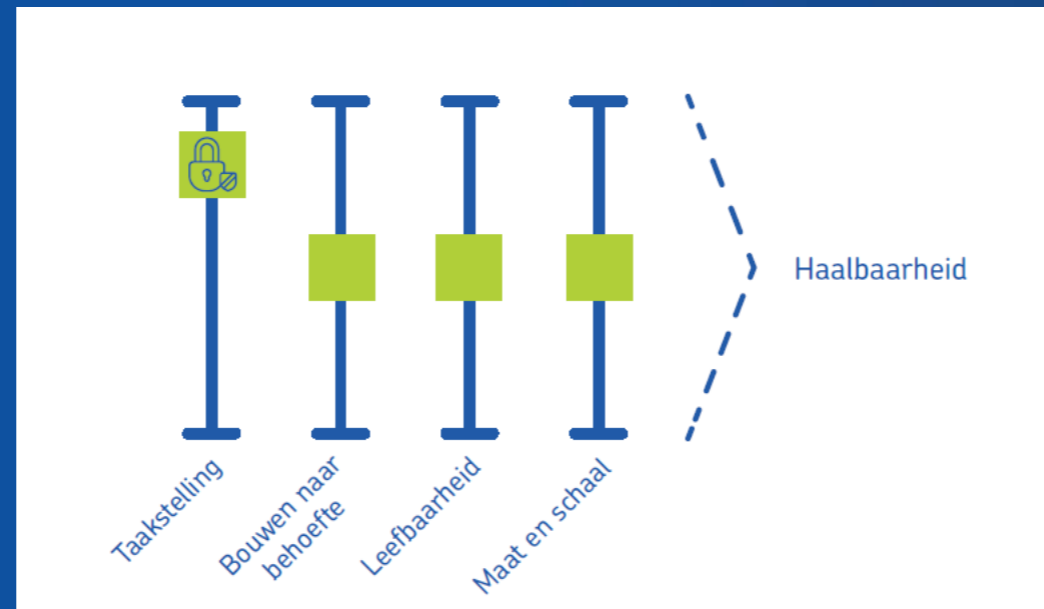 Taakstelling
Bouwen naar
behoefte
Leefbaarheid
Maat en schaal
Haalbaarheid